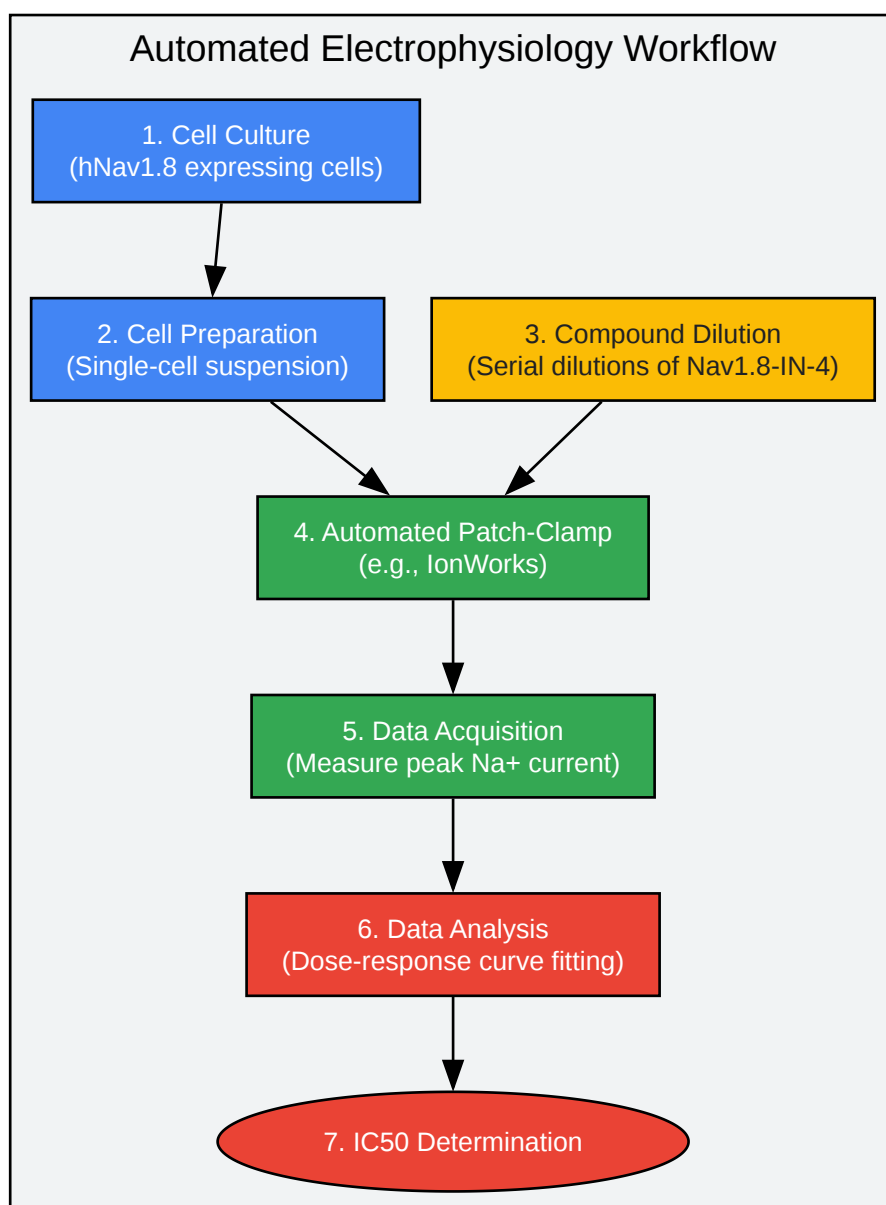 Automated Electrophysiology Workflow
1. Cell Culture
(hNav1.8 expressing cells)
2. Cell Preparation
(Single-cell suspension)
3. Compound Dilution
(Serial dilutions of Nav1.8-IN-4)
4. Automated Patch-Clamp
(e.g., IonWorks)
5. Data Acquisition
(Measure peak Na+ current)
6. Data Analysis
(Dose-response curve fitting)
7. IC50 Determination